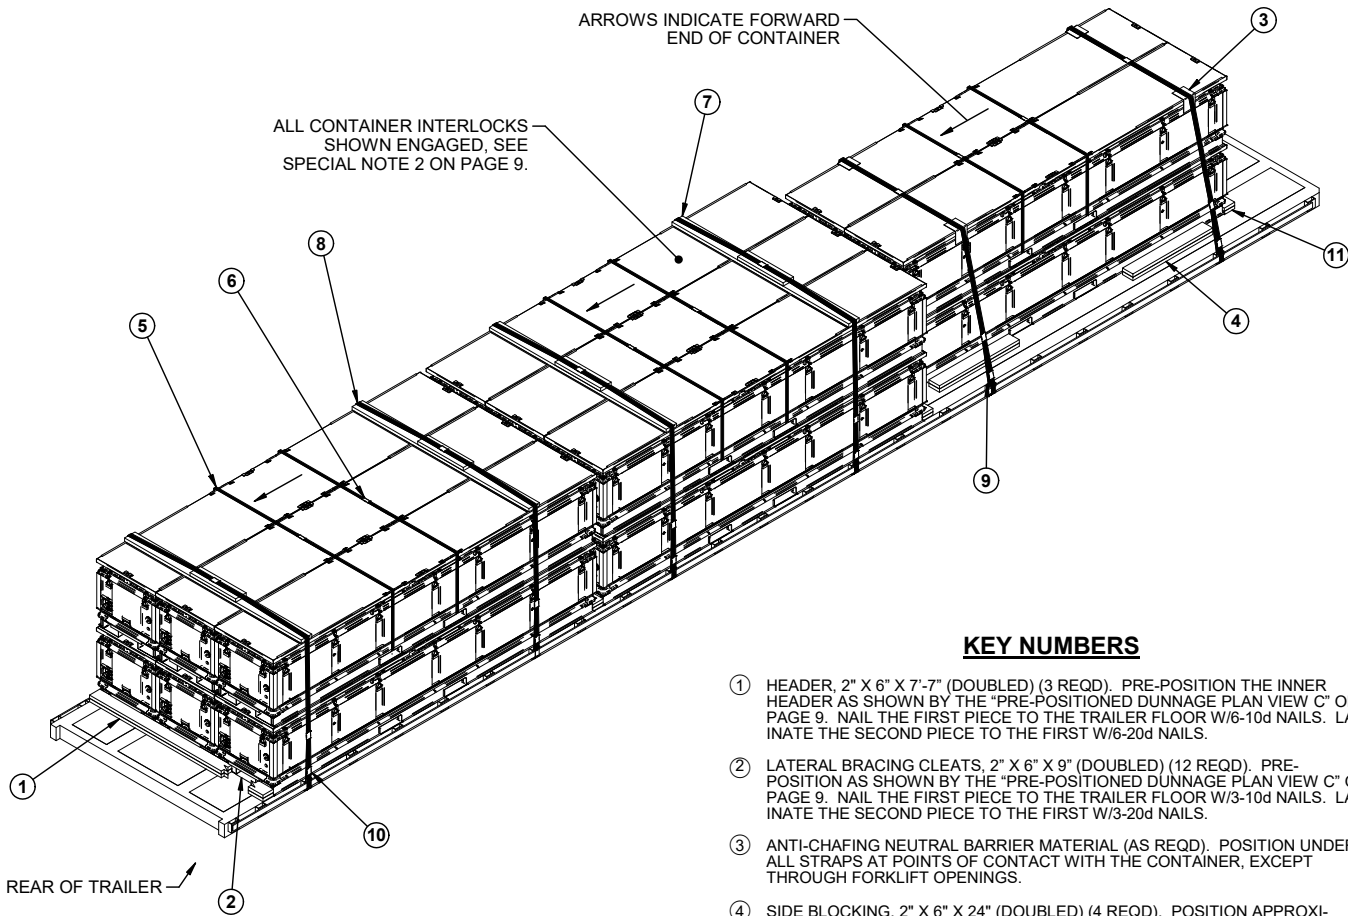 ARROWS INDICATE FORWARD
END OF CONTAINER
3
7
ALL CONTAINER INTERLOCKS
SHOWN ENGAGED, SEE
SPECIAL NOTE 2 ON PAGE 9.
8
6
5
11
4
9
1
10
REAR OF TRAILER
2
KEY NUMBERS
1 HEADER, 2" X 6" X 7'-7" (DOUBLED) (3 REQD). PRE-POSITION THE INNER
HEADER AS SHOWN BY THE "PRE-POSITIONED DUNNAGE PLAN VIEW C"
PAGE 9. NAIL THE FIRST PIECE TO THE TRAILER FLOOR W/6-10d NAILS.
INATE THE SECOND PIECE TO THE FIRST W/6-20d NAILS.
2 LATERAL BRACING CLEATS, 2" X 6" X 9" (DOUBLED) (12 REQD). PRE-
POSITION AS SHOWN BY THE "PRE-POSITIONED DUNNAGE PLAN VIEW C"
PAGE 9. NAIL THE FIRST PIECE TO THE TRAILER FLOOR W/3-10d NAILS.
INATE THE SECOND PIECE TO THE FIRST W/3-20d NAILS.
3 ANTI-CHAFING NEUTRAL BARRIER MATERIAL (AS REQD). POSITION UNDER
ALL STRAPS AT POINTS OF CONTACT WITH THE CONTAINER, EXCEPT
THROUGH FORKLIFT OPENINGS.
4 SIDE BLOCKING, 2" X 6" X 24" (DOUBLED) (4 REQD). POSITION APPROXI-